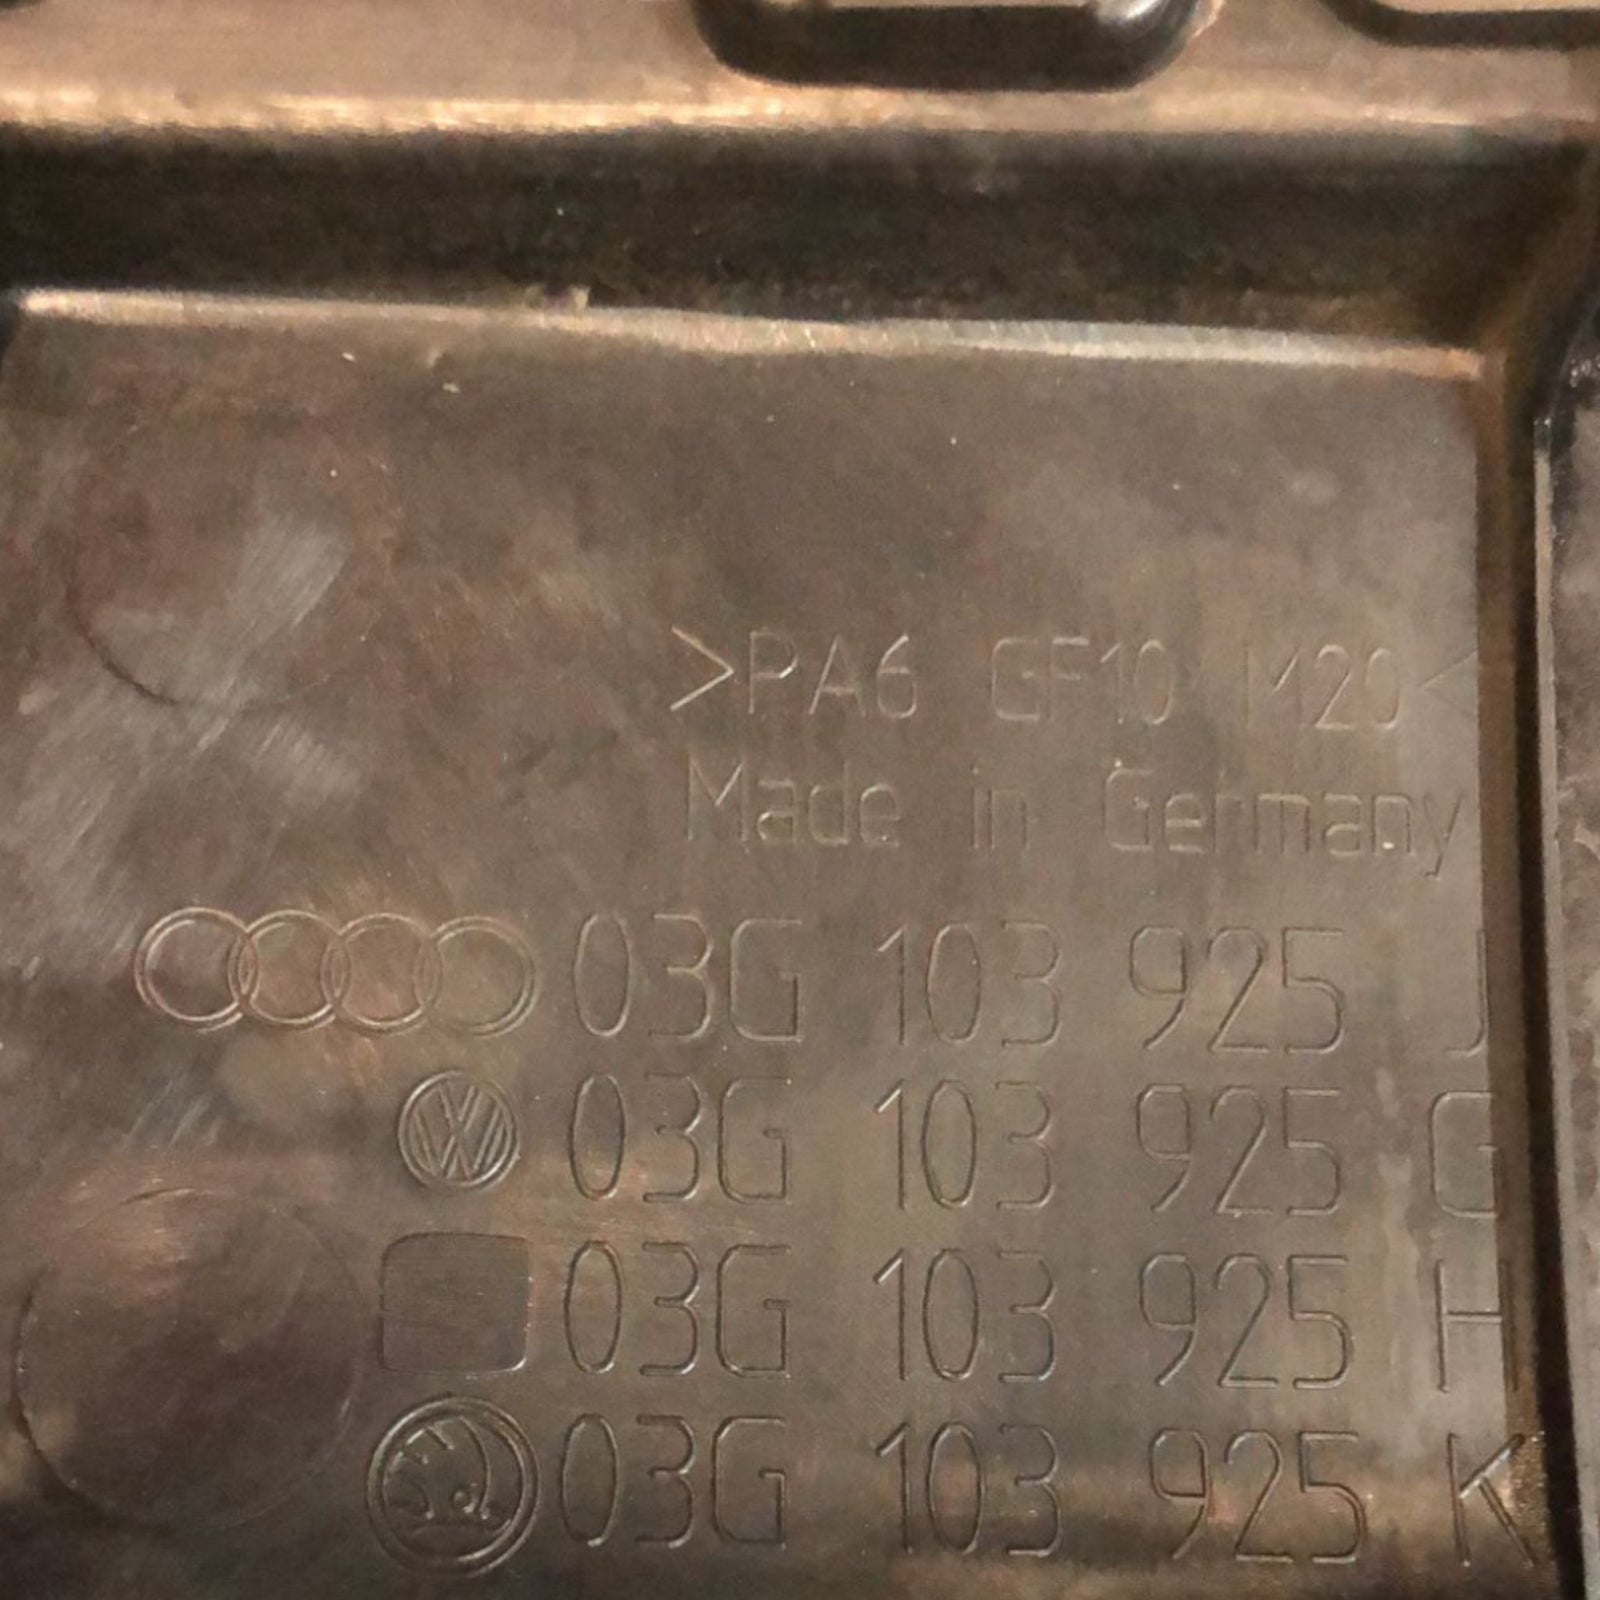 >PA6 GF10 M20<
Made in Germany
03G 103 925 J
03G 103 925 G
03G 103 925 H
03G 103 925 K